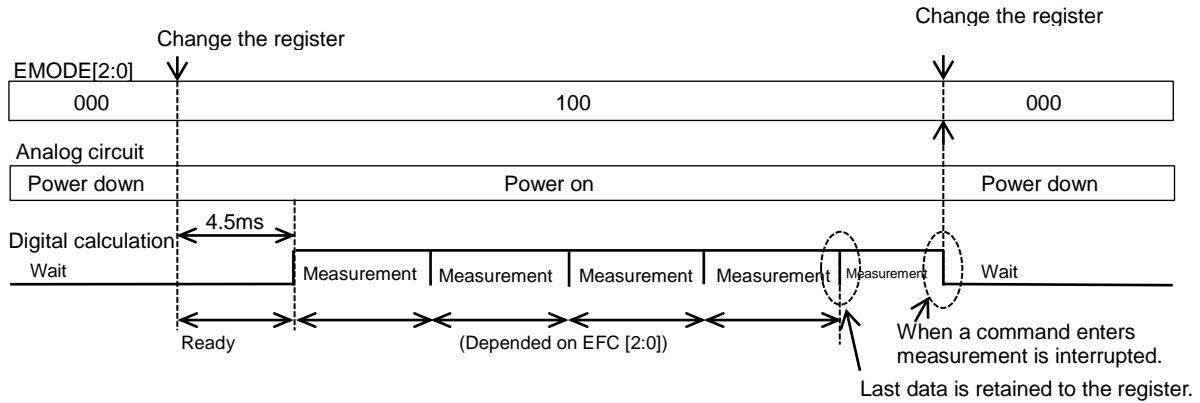 Change the register
Change the register
EMODE[2:0]
000 100 000
Analog circuit
Power down Power on Power down
4.5ms
Digital calculation
Wait Measurement Measurement Measurement Measurement Measurement Wait
Ready (Depended on EFC [2:0])
When a command enters
measurement is interrupted.
Last data is retained to the register.